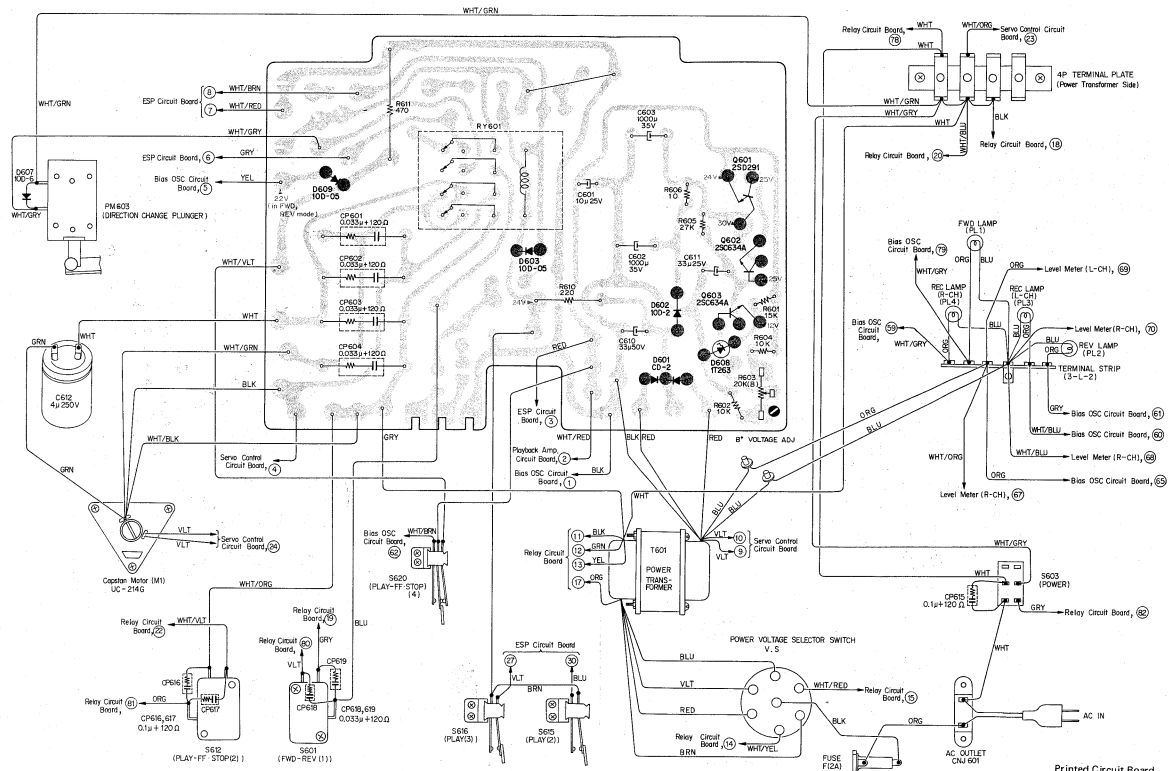 WHT/GRN
Relay Circuit Board, 78
WHT
WHT/ORG
Servo Control Circuit Board, 23
WHT
4P TERMINAL PLATE
(Power Transformer Side)
WHT/GRN
WHT/GRY
WHT
WHT/BLU
BLK
Relay Circuit Board, 18
Relay Circuit Board, 20
ESP Circuit Board
8
WHT/BRN
7
WHT/RED
WHT/GRN
WHT/GRY
ESP Circuit Board, 6
GRY
Bias OSC Circuit Board, 5
YEL
D607
10D-6
WHT/GRY
PM603
(DIRECTION CHANGE PLUNGER)
R611
470
RY601
D609
10D-05
22V
(in FWD, REV mode)
CP601
0.033μ+120Ω
CP602
0.033μ+120Ω
CP603
0.033μ+120Ω
CP604
0.033μ+120Ω
C603
1000μ
35V
Q601
2SD291
24V
25V
30V
C601
10μ25V
R606
10
R605
27K
Q602
2SC634A
25V
C602
1000μ
35V
C611
33μ25V
D603
10D-05
R610
220
24V
D602
10D-2
Q603
2SC634A
R601
15K
12V
R604
10K
C610
33μ50V
D601
CD-2
D608
1T263
R603
20K(B)
R602
10K
B+ VOLTAGE ADJ
WHT/VLT
WHT
WHT/GRN
BLK
GRN
WHT
C612
4μ250V
WHT/BLK
GRN
Servo Control Circuit Board, 4
GRY
RED
ESP Circuit Board, 3
WHT/RED
BLK
RED
RED
Playback Amp. Circuit Board, 2
Bias OSC Circuit Board, 1
BLK
FWD LAMP
(PL1)
Bias OSC Circuit Board, 79
WHT/GRY
ORG
BLU
ORG
Level Meter (L-CH), 69
REC LAMP
(R-CH)
(PL4)
REC LAMP
(L-CH)
(PL3)
Bias OSC Circuit Board, 59
WHT/GRY
ORG
BLU
BLU
ORG
Level Meter(R-CH), 70
BLU
ORG
REV LAMP
(PL2)
TERMINAL STRIP
(3-L-2)
GRY
Bias OSC Circuit Board, 61
WHT/BLU
Bias OSC Circuit Board, 60
WHT/BLU
Level Meter (R-CH), 68
WHT/ORG
Bias OSC Circuit Board, 65
Level Meter (R-CH), 67
ORG
BLU
Capstan Motor (M1)
UC-214G
VLT
VLT
Servo Control Circuit Board, 24
WHT/ORG
BLU
Bias OSC Circuit Board, 62
WHT/BRN
S620
(PLAY-FF·STOP)
(4)
WHT
BLU
BLU
11
BLK
12
GRN
13
YEL
17
ORG
Relay Circuit Board
T601
POWER TRANS-FORMER
VLT
10
VLT
9
Servo Control Circuit Board
WHT/GRY
WHT
CP615
0.1μ+120Ω
S603
(POWER)
GRY
Relay Circuit Board, 82
WHT
Relay Circuit Board, 22
WHT/VLT
Relay Circuit Board, 81
ORG
CP616
CP617
CP616,617
0.1μ+120Ω
S612
(PLAY-FF·STOP(2))
Relay Circuit Board, 19
Relay Circuit Board, 80
VLT
GRY
CP619
CP618
CP618,619
0.033μ+120Ω
S601
(FWD-REV(1))
ESP Circuit Board
27
30
VLT
BLU
BRN
S616
(PLAY(3))
S615
(PLAY(2))
POWER VOLTAGE SELECTOR SWITCH
V.S
BLU
VLT
RED
BRN
WHT/RED
Relay Circuit Board, 15
BLK
Relay Circuit Board, 14
WHT/YEL
FUSE
F(2A)
ORG
AC OUTLET
CNJ 601
AC IN
Printed Circuit Board